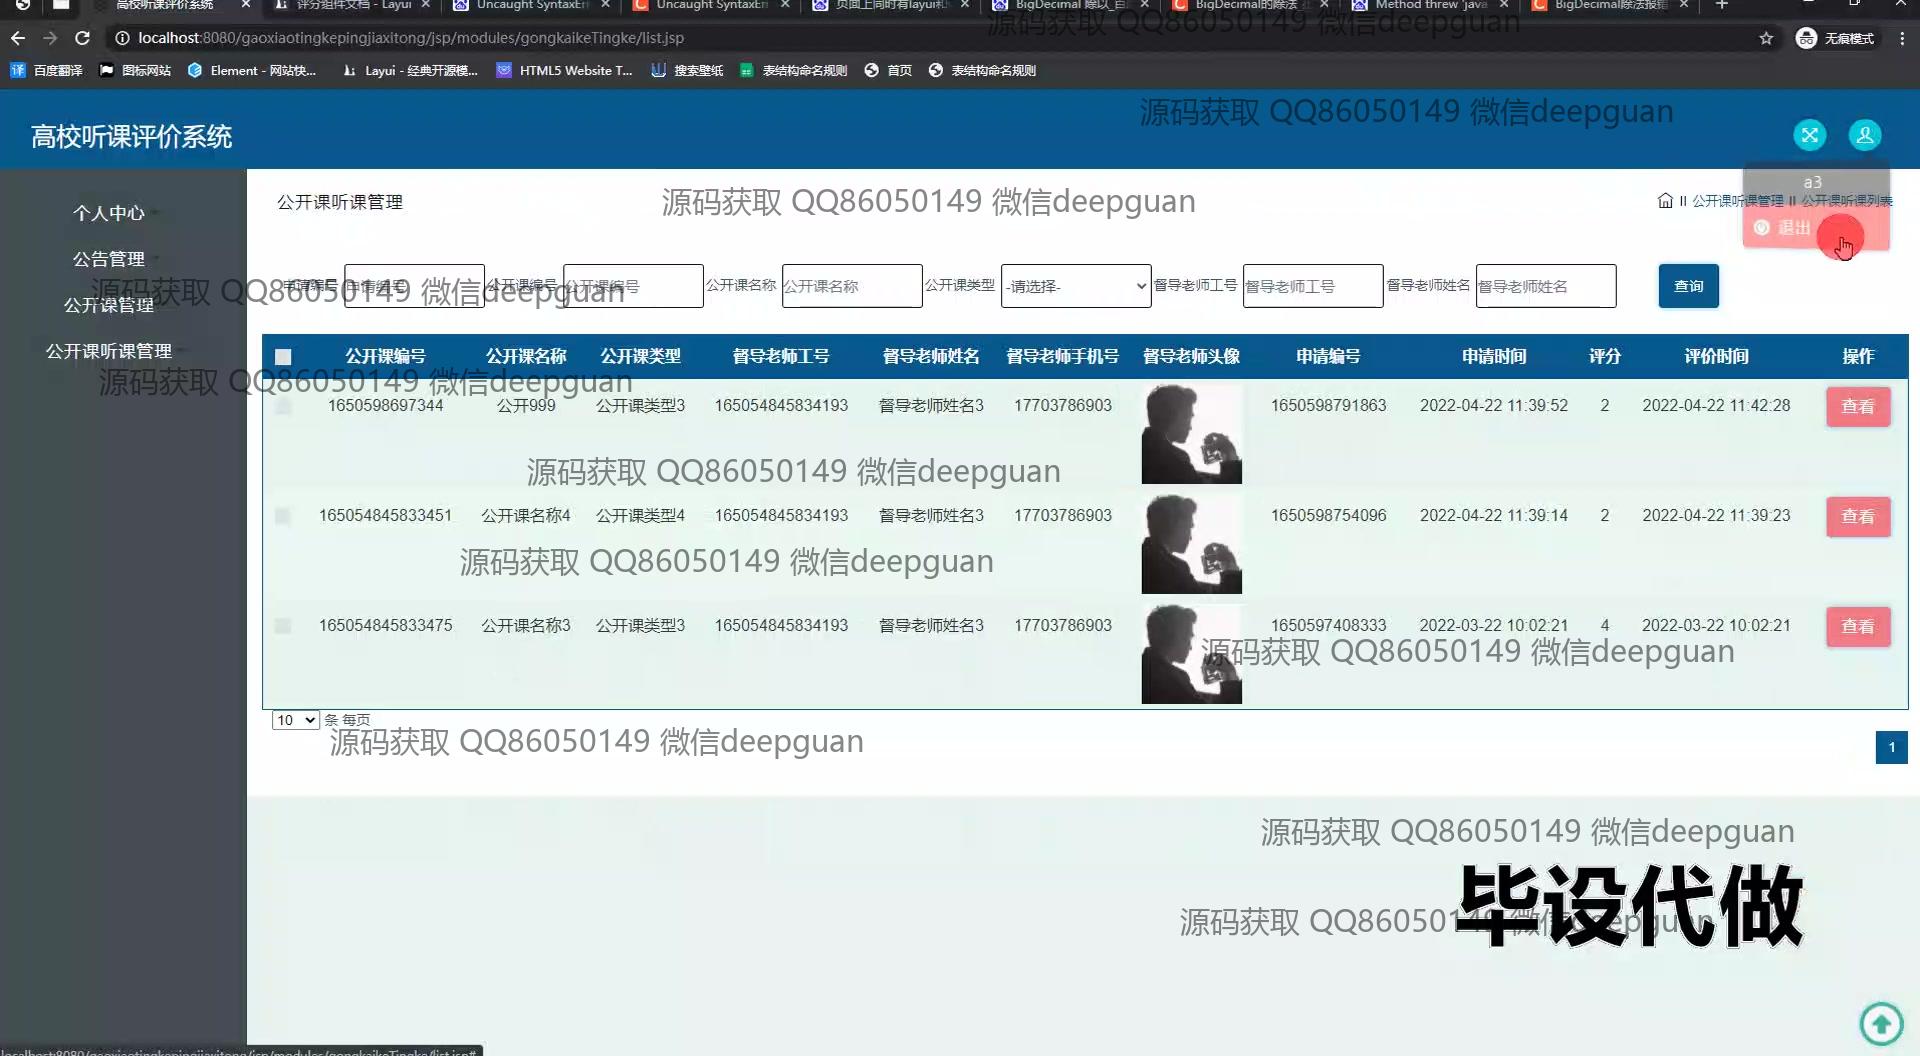 高校听课评价系统
评分组件文档 - Layui
Uncaught SyntaxEr
Uncaught SyntaxErr
页面上同时有layui和
BigDecimal 除以_百
BigDecimal的除法
Method threw 'java
BigDecimal除法报错
localhost:8080/gaoxiaotingkepingjiaxitong/jsp/modules/gongkaikeTingke/list.jsp
无痕模式
百度翻译
图标网站
Element - 网站快...
Layui - 经典开源模...
HTML5 Website T...
搜索壁纸
表结构命名规则
首页
表结构命名规则
源码获取 QQ86050149 微信deepguan
源码获取 QQ86050149 微信deepguan
高校听课评价系统
a3
退出
个人中心
公告管理
公开课管理
公开课听课管理
公开课听课管理
源码获取 QQ86050149 微信deepguan
II 公开课听课管理 II 公开课听课列表
申请编号 申请编号 公开课编号 公开课编号 公开课名称 公开课名称 公开课类型 -请选择- 督导老师工号 督导老师工号 督导老师姓名 督导老师姓名 查询
源码获取 QQ86050149 微信deepguan
公开课编号 公开课名称 公开课类型 督导老师工号 督导老师姓名 督导老师手机号 督导老师头像 申请编号 申请时间 评分 评价时间 操作
源码获取 QQ86050149 微信deepguan
1650598697344 公开999 公开课类型3 165054845834193 督导老师姓名3 17703786903 1650598791863 2022-04-22 11:39:52 2 2022-04-22 11:42:28 查看
源码获取 QQ86050149 微信deepguan
165054845833451 公开课名称4 公开课类型4 165054845834193 督导老师姓名3 17703786903 1650598754096 2022-04-22 11:39:14 2 2022-04-22 11:39:23 查看
源码获取 QQ86050149 微信deepguan
165054845833475 公开课名称3 公开课类型3 165054845834193 督导老师姓名3 17703786903 1650597408333 2022-03-22 10:02:21 4 2022-03-22 10:02:21 查看
源码获取 QQ86050149 微信deepguan
10 条 每页
源码获取 QQ86050149 微信deepguan
1
源码获取 QQ86050149 微信deepguan
毕设代做
源码获取 QQ86050149 微信deepguan
localhost:8080/gaoxiaotingkepingjiaxitong/jsp/modules/gongkaikeTingke/list.jsp#